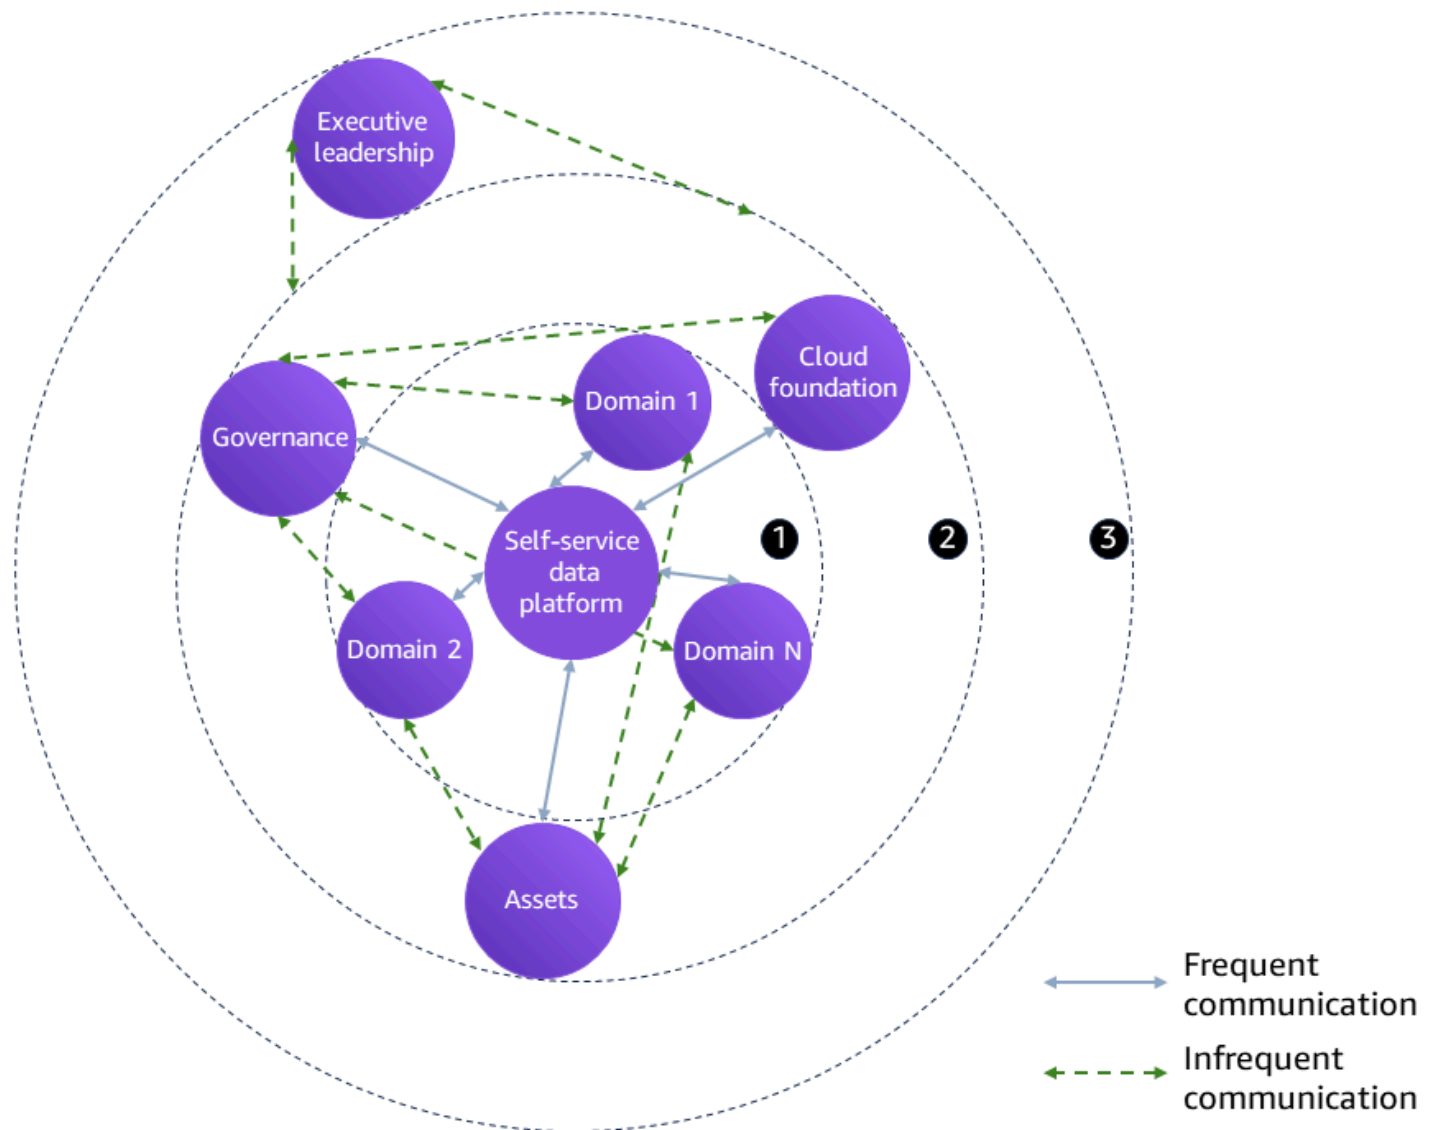 Executive
leadership
Cloud
foundation
Domain 1
Governance
Self-service
data
platform
1
2
3
Domain 2
Domain N
Assets
Frequent
communication
Infrequent
communication